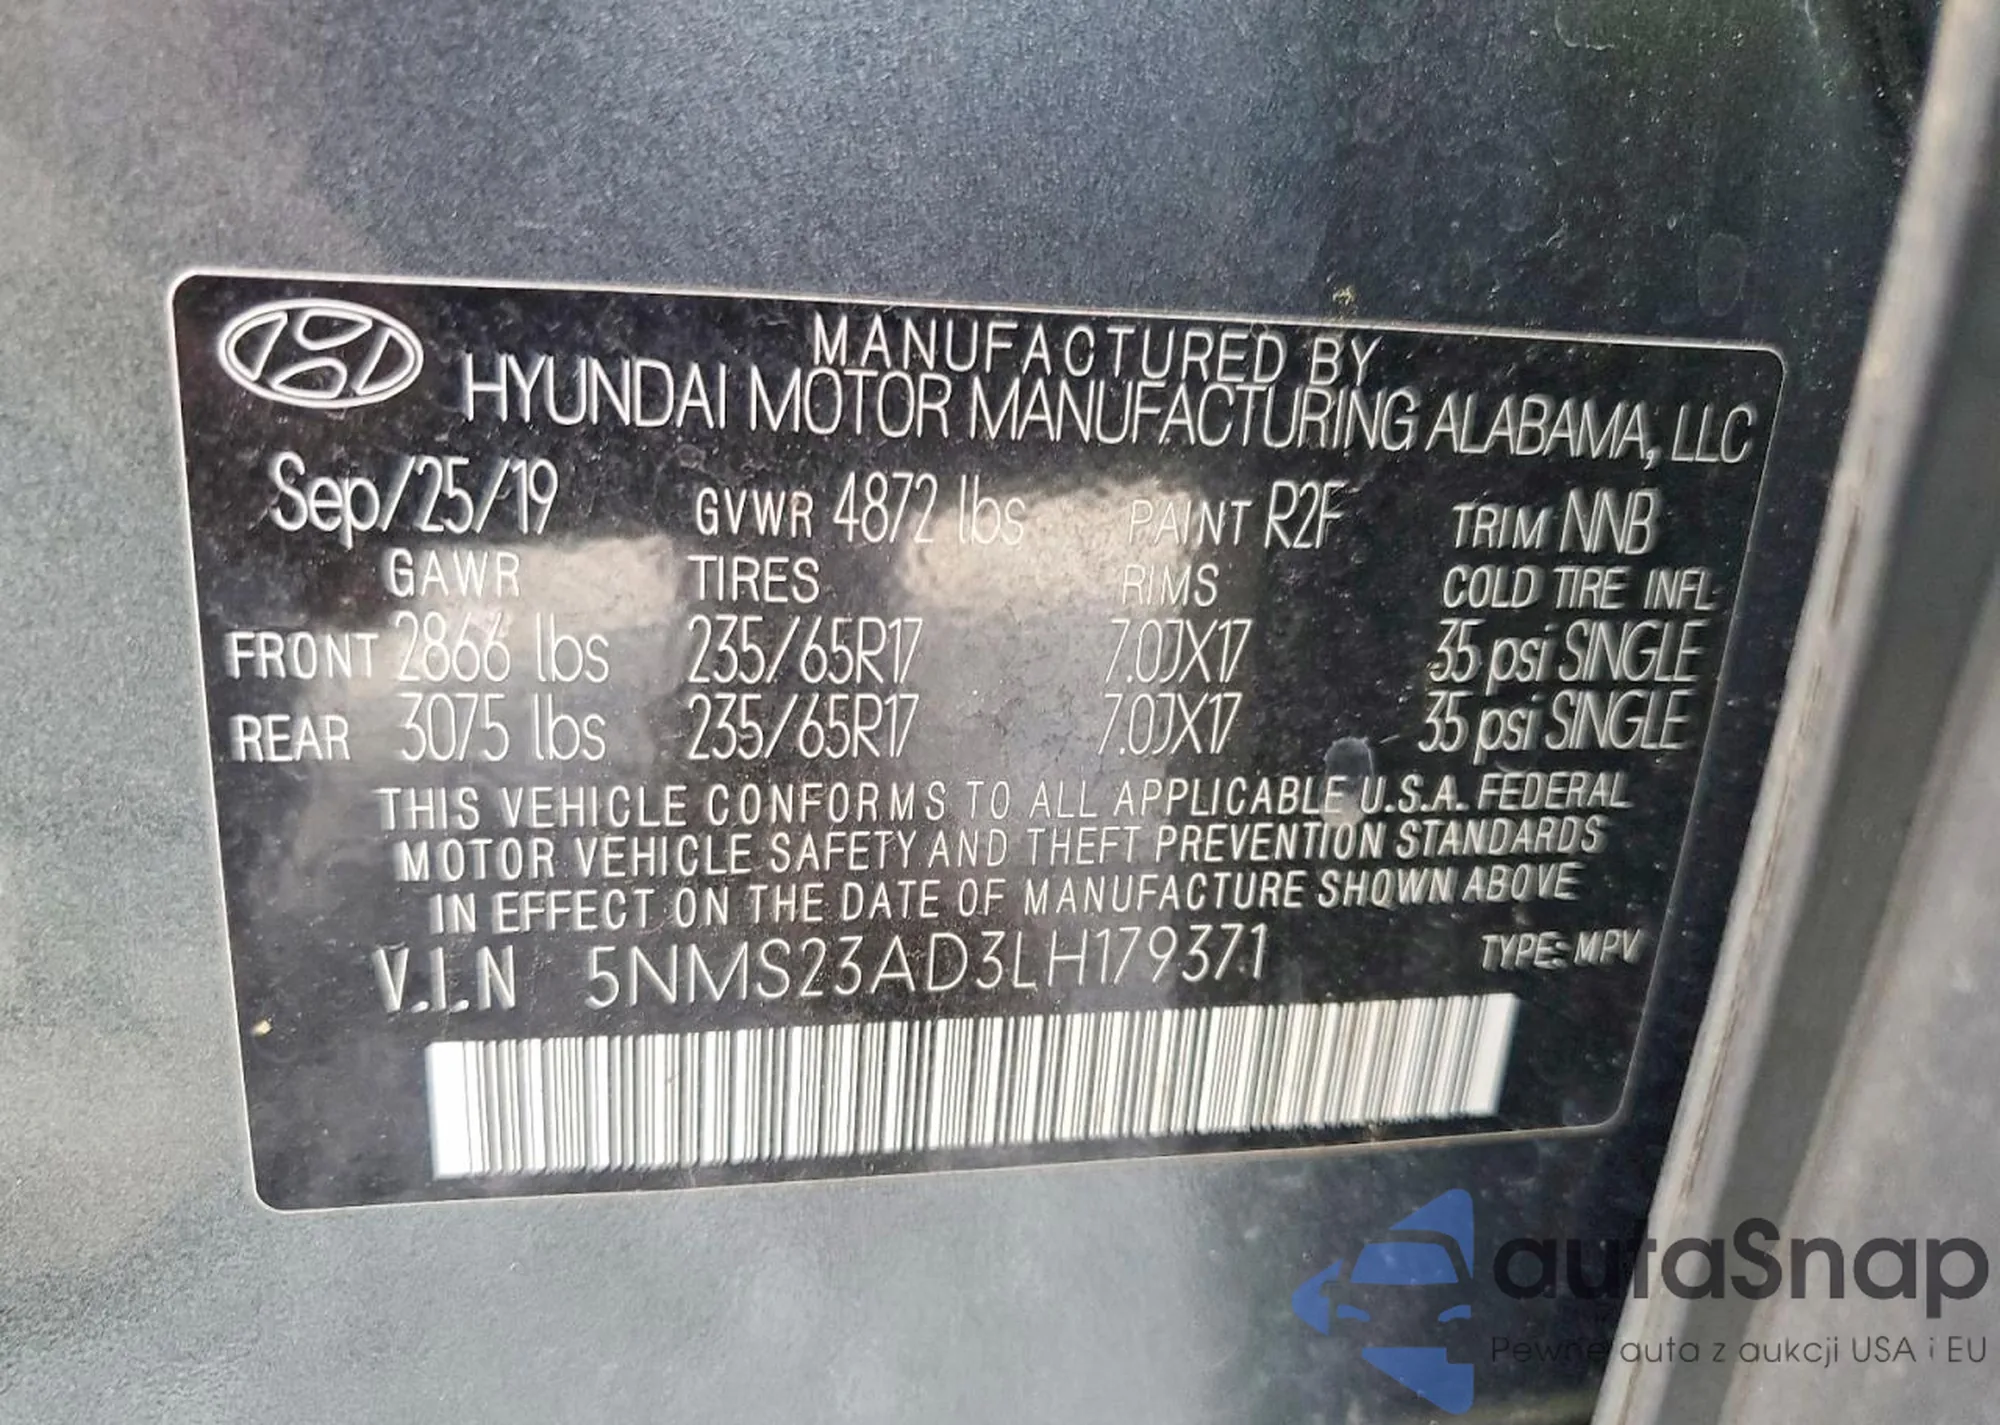 MANUFACTURED BY
HYUNDAI MOTOR MANUFACTURING ALABAMA, LLC
Sep/25/19 GVWR 4872 lbs PAINT R2F TRIM NNB
GAWR TIRES RIMS COLD TIRE INFL
FRONT 2866 lbs 235/65R17 7.0JX17 35 psi SINGLE
REAR 3075 lbs 235/65R17 7.0JX17 35 psi SINGLE
THIS VEHICLE CONFORMS TO ALL APPLICABLE U.S.A. FEDERAL
MOTOR VEHICLE SAFETY AND THEFT PREVENTION STANDARDS
IN EFFECT ON THE DATE OF MANUFACTURE SHOWN ABOVE
V.I.N 5NMS23AD3LH179371 TYPE: MPV
autaSnap
Pewne auta z aukcji USA i EU